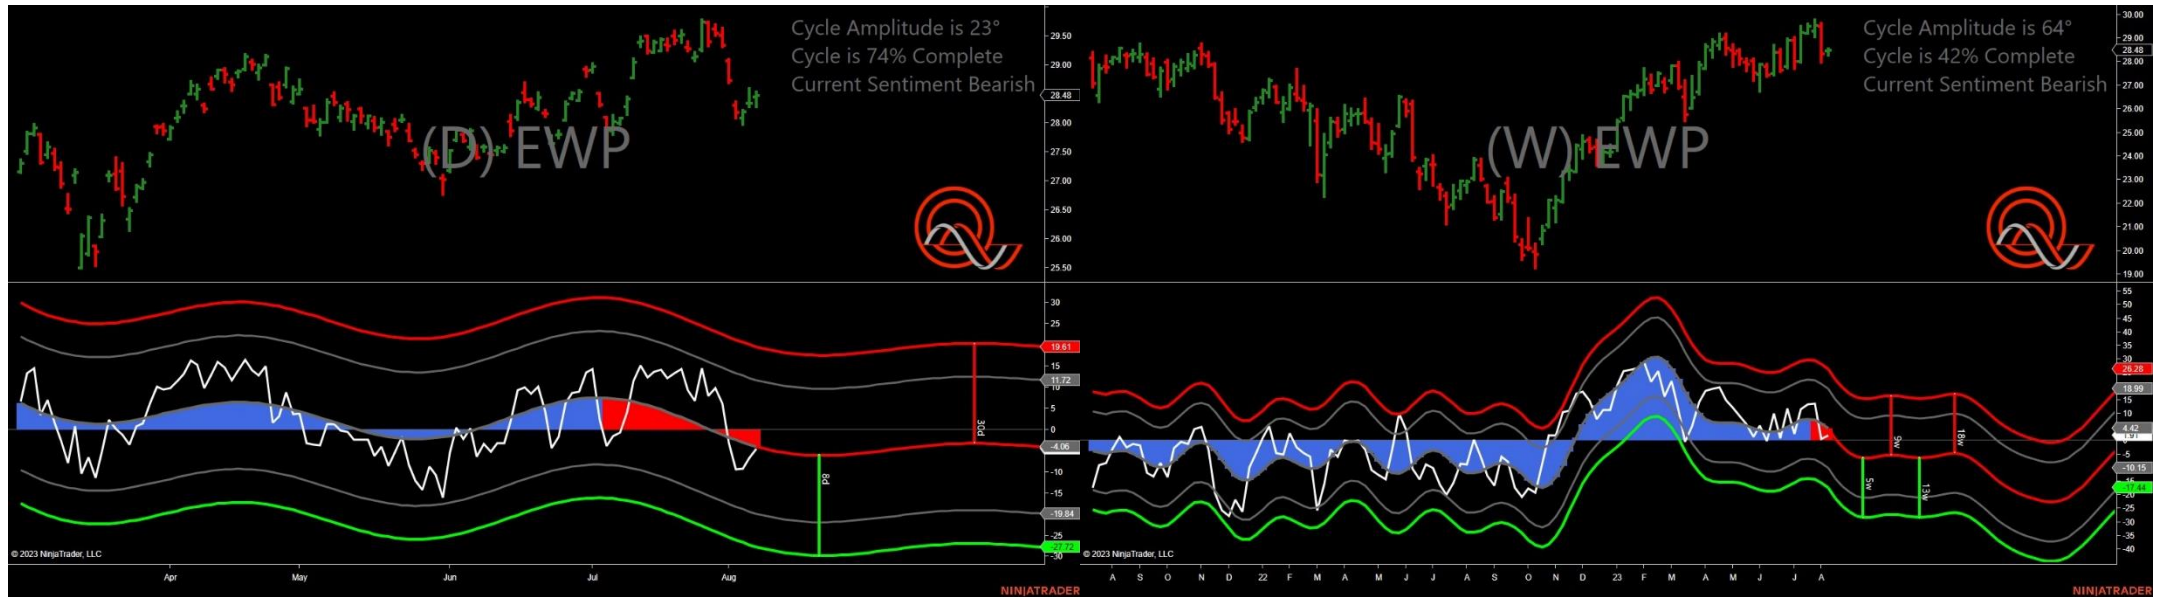 Cycle Amplitude is 23°
Cycle is 74% Complete
Current Sentiment Bearish
(D) EWP
29.50
29.00
28.48
28.00
27.50
27.00
26.50
26.00
25.50
30
25
19.61
15
11.72
10
5
0
-4.06
-10
-15
-19.84
-25
-27.72
-30
30d
8d
© 2023 NinjaTrader, LLC
Apr May Jun Jul Aug
NINJATRADER
Cycle Amplitude is 64°
Cycle is 42% Complete
Current Sentiment Bearish
(W) EWP
30.00
29.00
28.48
28.00
27.00
26.00
25.00
24.00
23.00
22.00
21.00
20.00
19.00
55
50
45
40
35
30
26.28
18.99
15
10
4.42
1.91
-5
-10.15
-17.44
-25
-30
-35
-40
9w
18w
5w
13w
© 2023 NinjaTrader, LLC
A S O N D 22 F M A M J J A S O N D 23 F M A M J J A
NINJATRADER